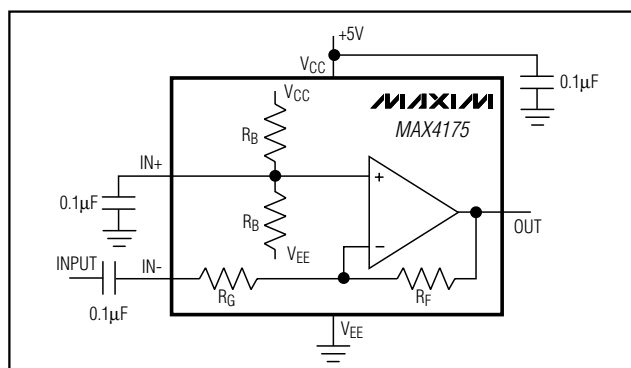 +5V
VCC
0.1µF
VCC
MAXIM
MAX4175
RB
IN+
+
0.1µF
RB
OUT
VEE
−
INPUT
IN-
RG
RF
0.1µF
VEE